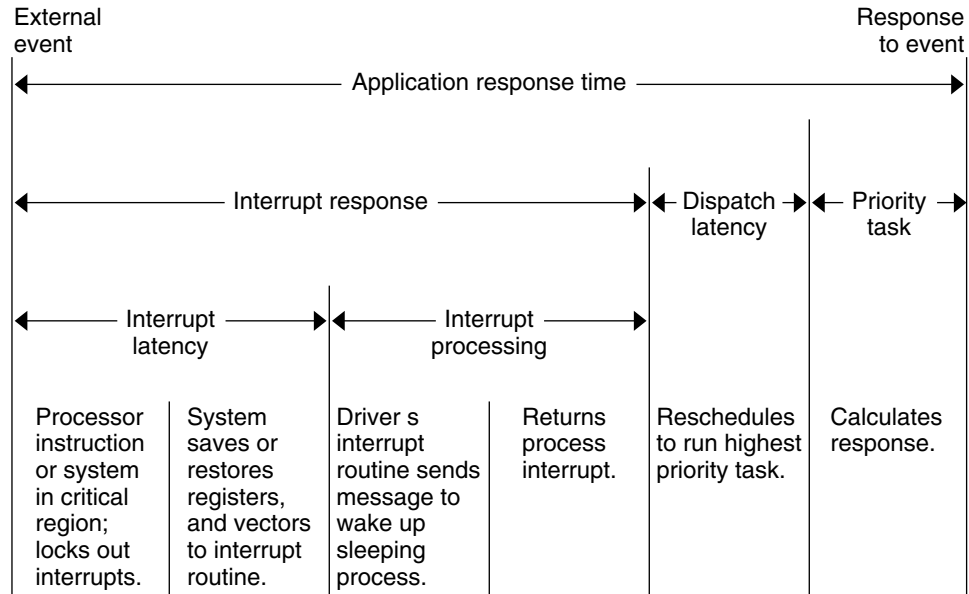 External
event
Response
to event
Application response time
Interrupt response
Dispatch
latency
Priority
task
Interrupt
latency
Interrupt
processing
Processor
instruction
or system
in critical
region;
locks out
interrupts.
System
saves or
restores
registers,
and vectors
to interrupt
routine.
Driver s
interrupt
routine sends
message to
wake up
sleeping
process.
Returns
process
interrupt.
Reschedules
to run highest
priority task.
Calculates
response.